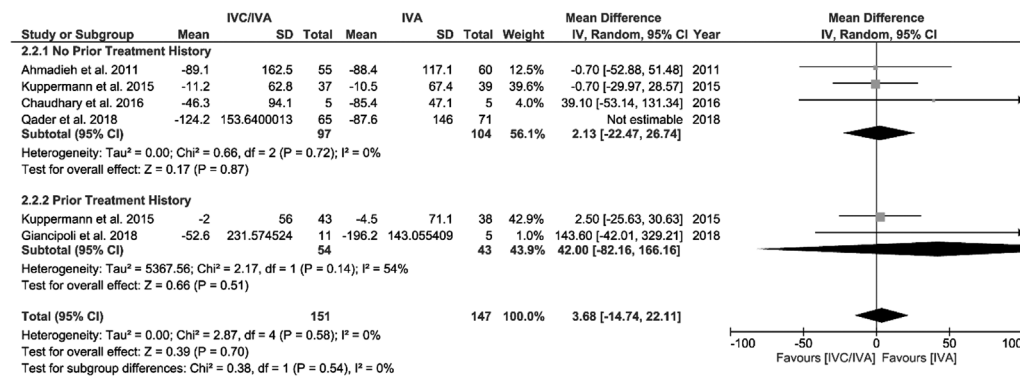 IVC/IVA IVA Mean Difference Mean Difference
Study or Subgroup Mean SD Total Mean SD Total Weight IV, Random, 95% CI Year IV, Random, 95% CI
2.2.1 No Prior Treatment History
Ahmadieh et al. 2011 -89.1 162.5 55 -88.4 117.1 60 12.5% -0.70 [-52.88, 51.48] 2011
Kuppermann et al. 2015 -11.2 62.8 37 -10.5 67.4 39 39.6% -0.70 [-29.97, 28.57] 2015
Chaudhary et al. 2016 -46.3 94.1 5 -85.4 47.1 5 4.0% 39.10 [-53.14, 131.34] 2016
Qader et al. 2018 -124.2 153.6400013 65 -87.6 146 71 Not estimable 2018
Subtotal (95% CI) 97 104 56.1% 2.13 [-22.47, 26.74]
Heterogeneity: Tau² = 0.00; Chi² = 0.66, df = 2 (P = 0.72); I² = 0%
Test for overall effect: Z = 0.17 (P = 0.87)
2.2.2 Prior Treatment History
Kuppermann et al. 2015 -2 56 43 -4.5 71.1 38 42.9% 2.50 [-25.63, 30.63] 2015
Giancipoli et al. 2018 -52.6 231.574524 11 -196.2 143.055409 5 1.0% 143.60 [-42.01, 329.21] 2018
Subtotal (95% CI) 54 43 43.9% 42.00 [-82.16, 166.16]
Heterogeneity: Tau² = 5367.56; Chi² = 2.17, df = 1 (P = 0.14); I² = 54%
Test for overall effect: Z = 0.66 (P = 0.51)
Total (95% CI) 151 147 100.0% 3.68 [-14.74, 22.11]
Heterogeneity: Tau² = 0.00; Chi² = 2.87, df = 4 (P = 0.58); I² = 0%
Test for overall effect: Z = 0.39 (P = 0.70)
Test for subgroup differences: Chi² = 0.38, df = 1 (P = 0.54), I² = 0%
-100 -50 0 50 100
Favours [IVC/IVA] Favours [IVA]